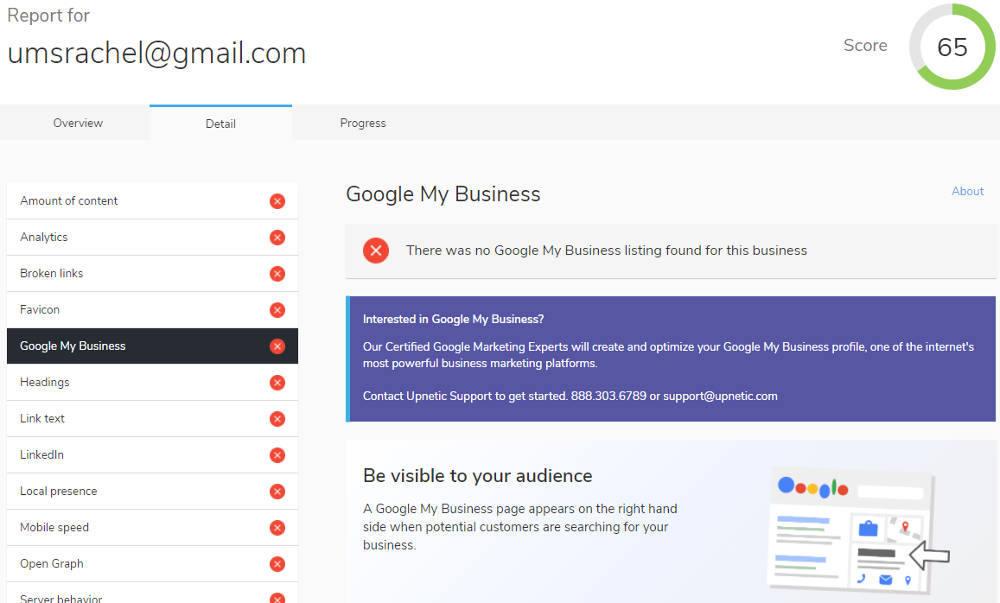 Report for
umsrachel@gmail.com
Score
65
Overview
Detail
Progress
Amount of content
Analytics
Broken links
Favicon
Google My Business
Headings
Link text
LinkedIn
Local presence
Mobile speed
Open Graph
Server behavior
Google My Business
About
There was no Google My Business listing found for this business
Interested in Google My Business?
Our Certified Google Marketing Experts will create and optimize your Google My Business profile, one of the internet's
most powerful business marketing platforms.
Contact Upnetic Support to get started. 888.303.6789 or support@upnetic.com
Be visible to your audience
A Google My Business page appears on the right hand
side when potential customers are searching for your
business.